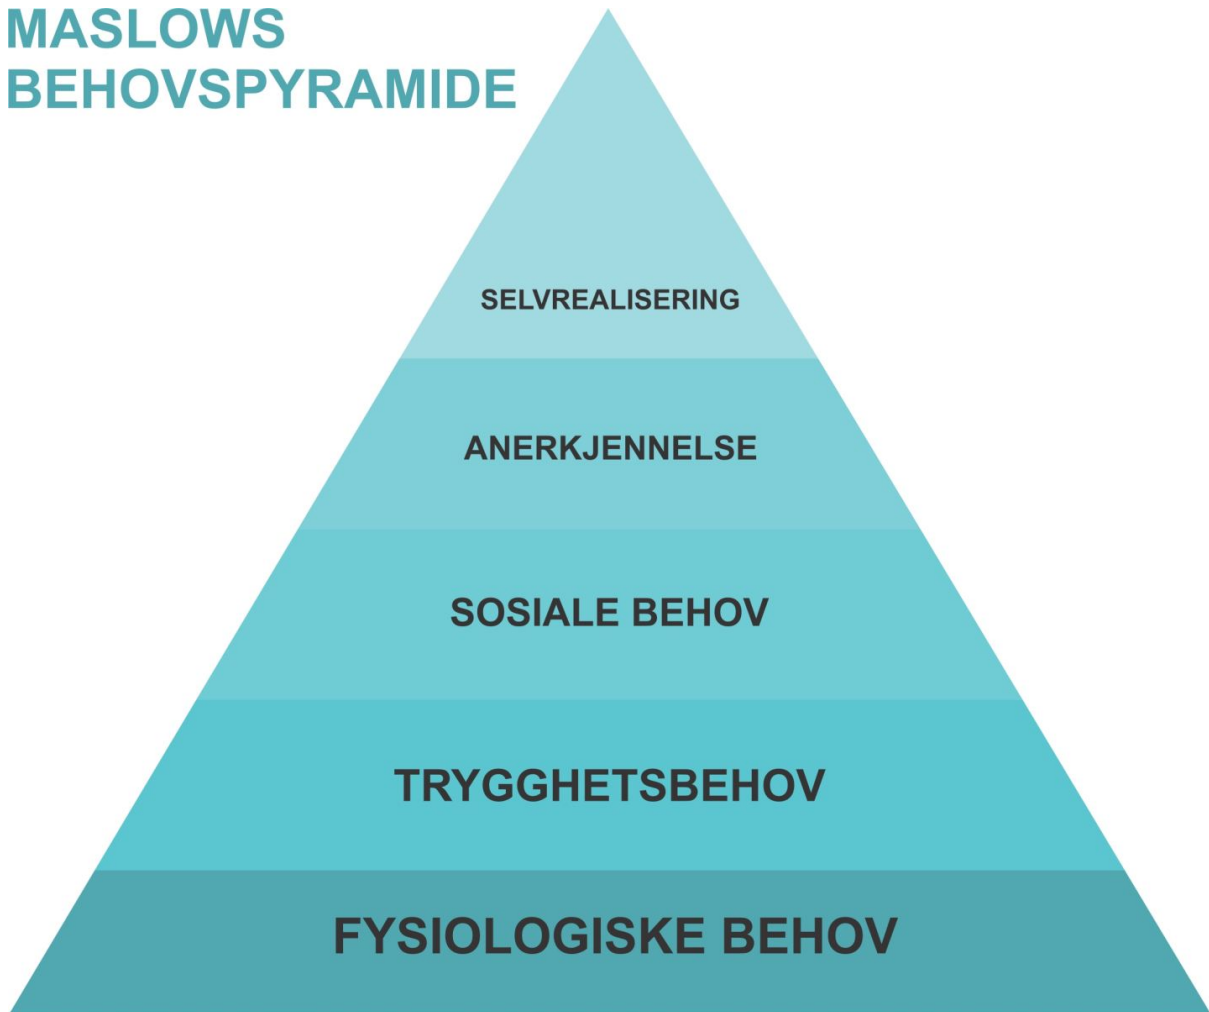 MASLOWS
BEHOVSPYRAMIDE
SELVREALISERING
ANERKJENNELSE
SOSIALE BEHOV
TRYGGHETSBEHOV
FYSIOLOGISKE BEHOV